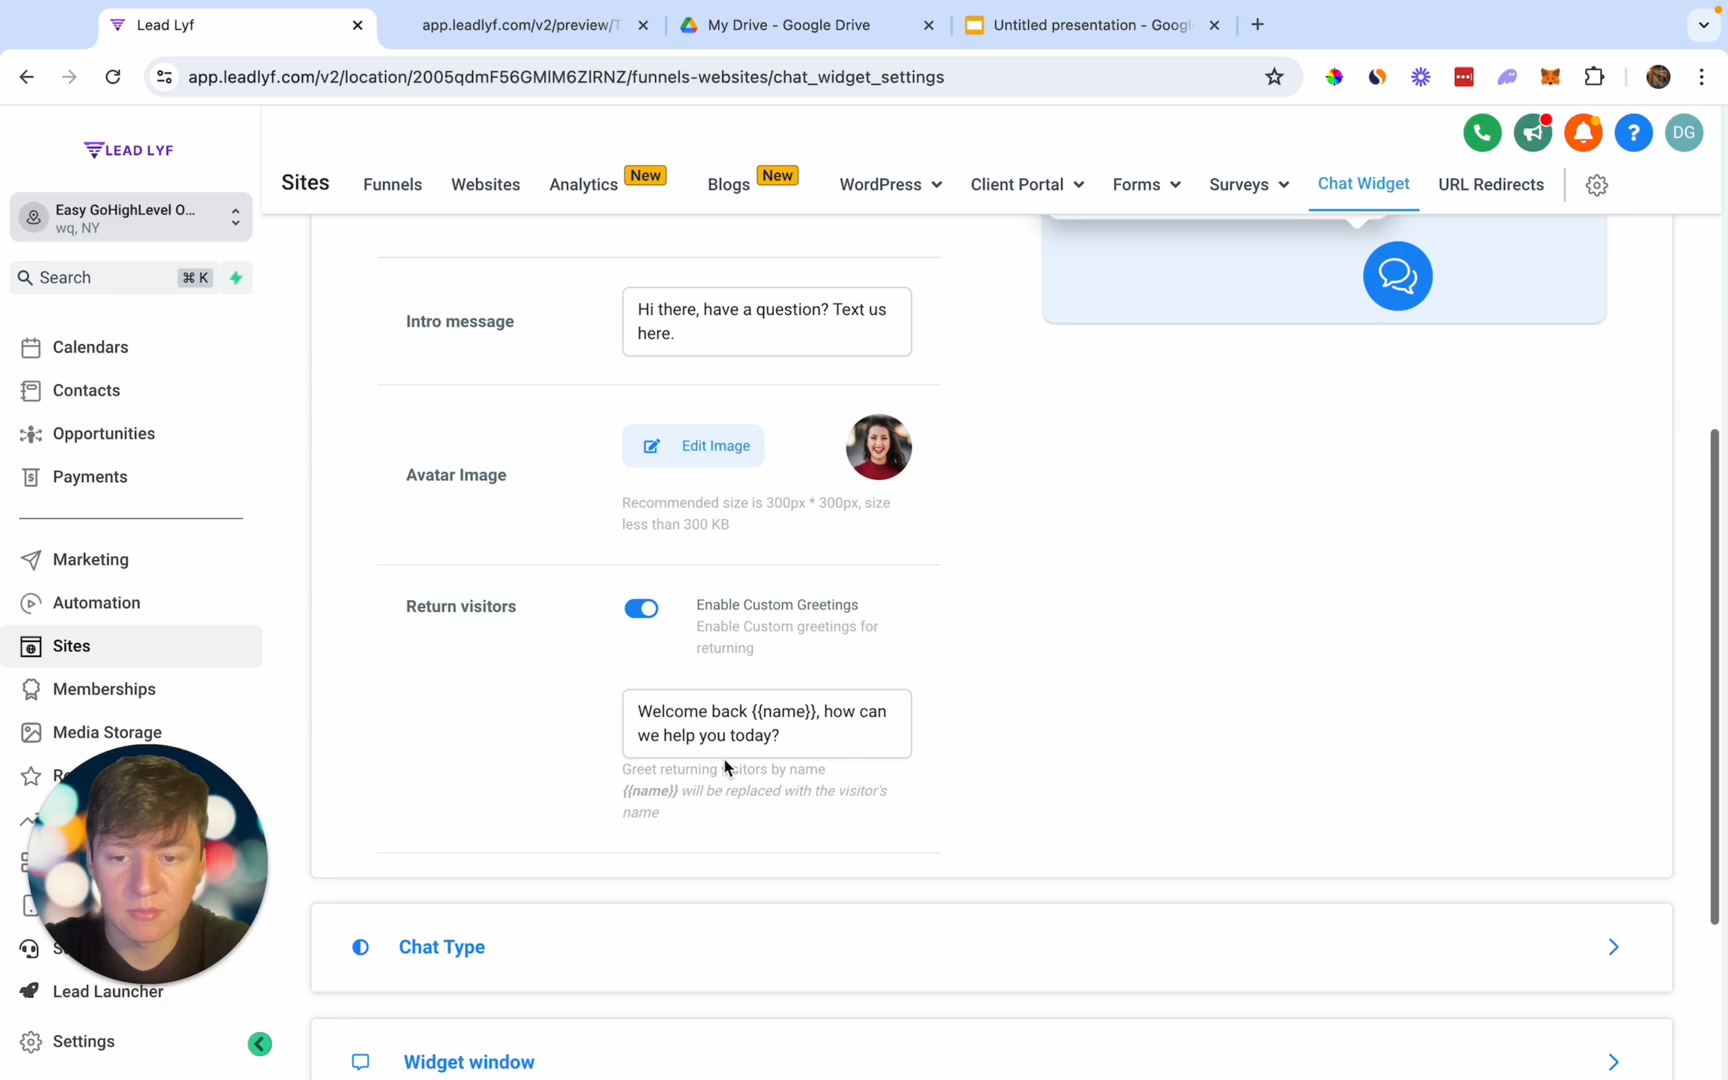 Lead Lyf
app.leadlyf.com/v2/preview/
My Drive - Google Drive
Untitled presentation - Goog
app.leadlyf.com/v2/location/2005qdmF56GMlM6ZlRNZ/funnels-websites/chat_widget_settings
LEAD LYF
DG
Sites
Funnels
Websites
Analytics
New
Blogs
New
WordPress
Client Portal
Forms
Surveys
Chat Widget
URL Redirects
Easy GoHighLevel O...
wq, NY
Search
⌘ K
Calendars
Contacts
Opportunities
Payments
Marketing
Automation
Sites
Memberships
Media Storage
Lead Launcher
Settings
Intro message
Hi there, have a question? Text us
here.
Avatar Image
Edit Image
Recommended size is 300px * 300px, size
less than 300 KB
Return visitors
Enable Custom Greetings
Enable Custom greetings for
returning
Welcome back {{name}}, how can
we help you today?
Greet returning visitors by name
{{name}} will be replaced with the visitor's
name
Chat Type
Widget window